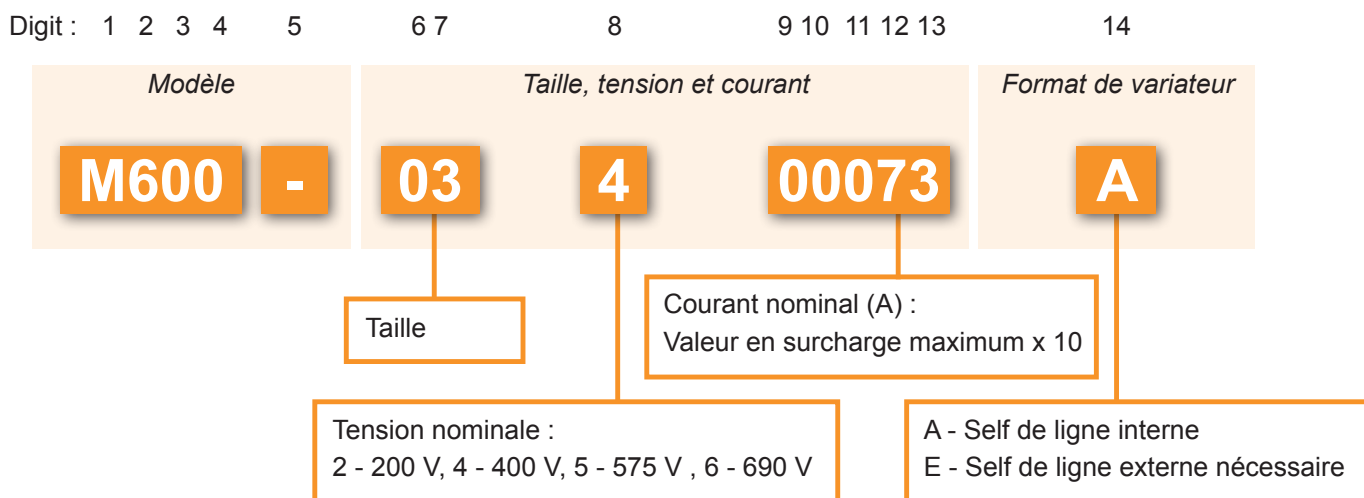 Digit : 1 2 3 4 5 6 7 8 9 10 11 12 13 14
Modèle Taille, tension et courant Format de variateur
M600 - 03 4 00073 A
Taille
Courant nominal (A) :
Valeur en surcharge maximum x 10
Tension nominale :
2 - 200 V, 4 - 400 V, 5 - 575 V , 6 - 690 V
A - Self de ligne interne
E - Self de ligne externe nécessaire